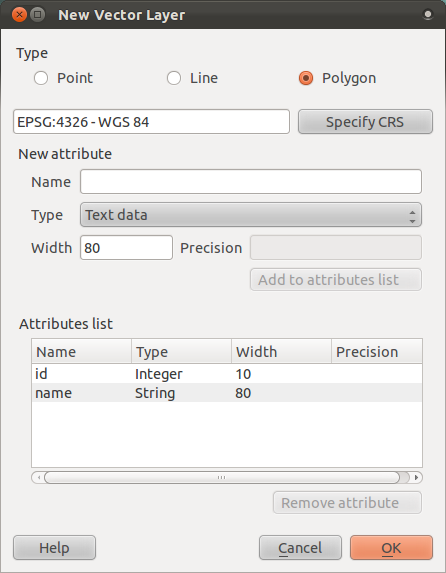 New Vector Layer
Type
Point Line Polygon
EPSG:4326 - WGS 84 Specify CRS
New attribute
Name
Type Text data
Width 80 Precision
Add to attributes list
Attributes list
Name Type Width Precision
id Integer 10
name String 80
Remove attribute
Help Cancel OK